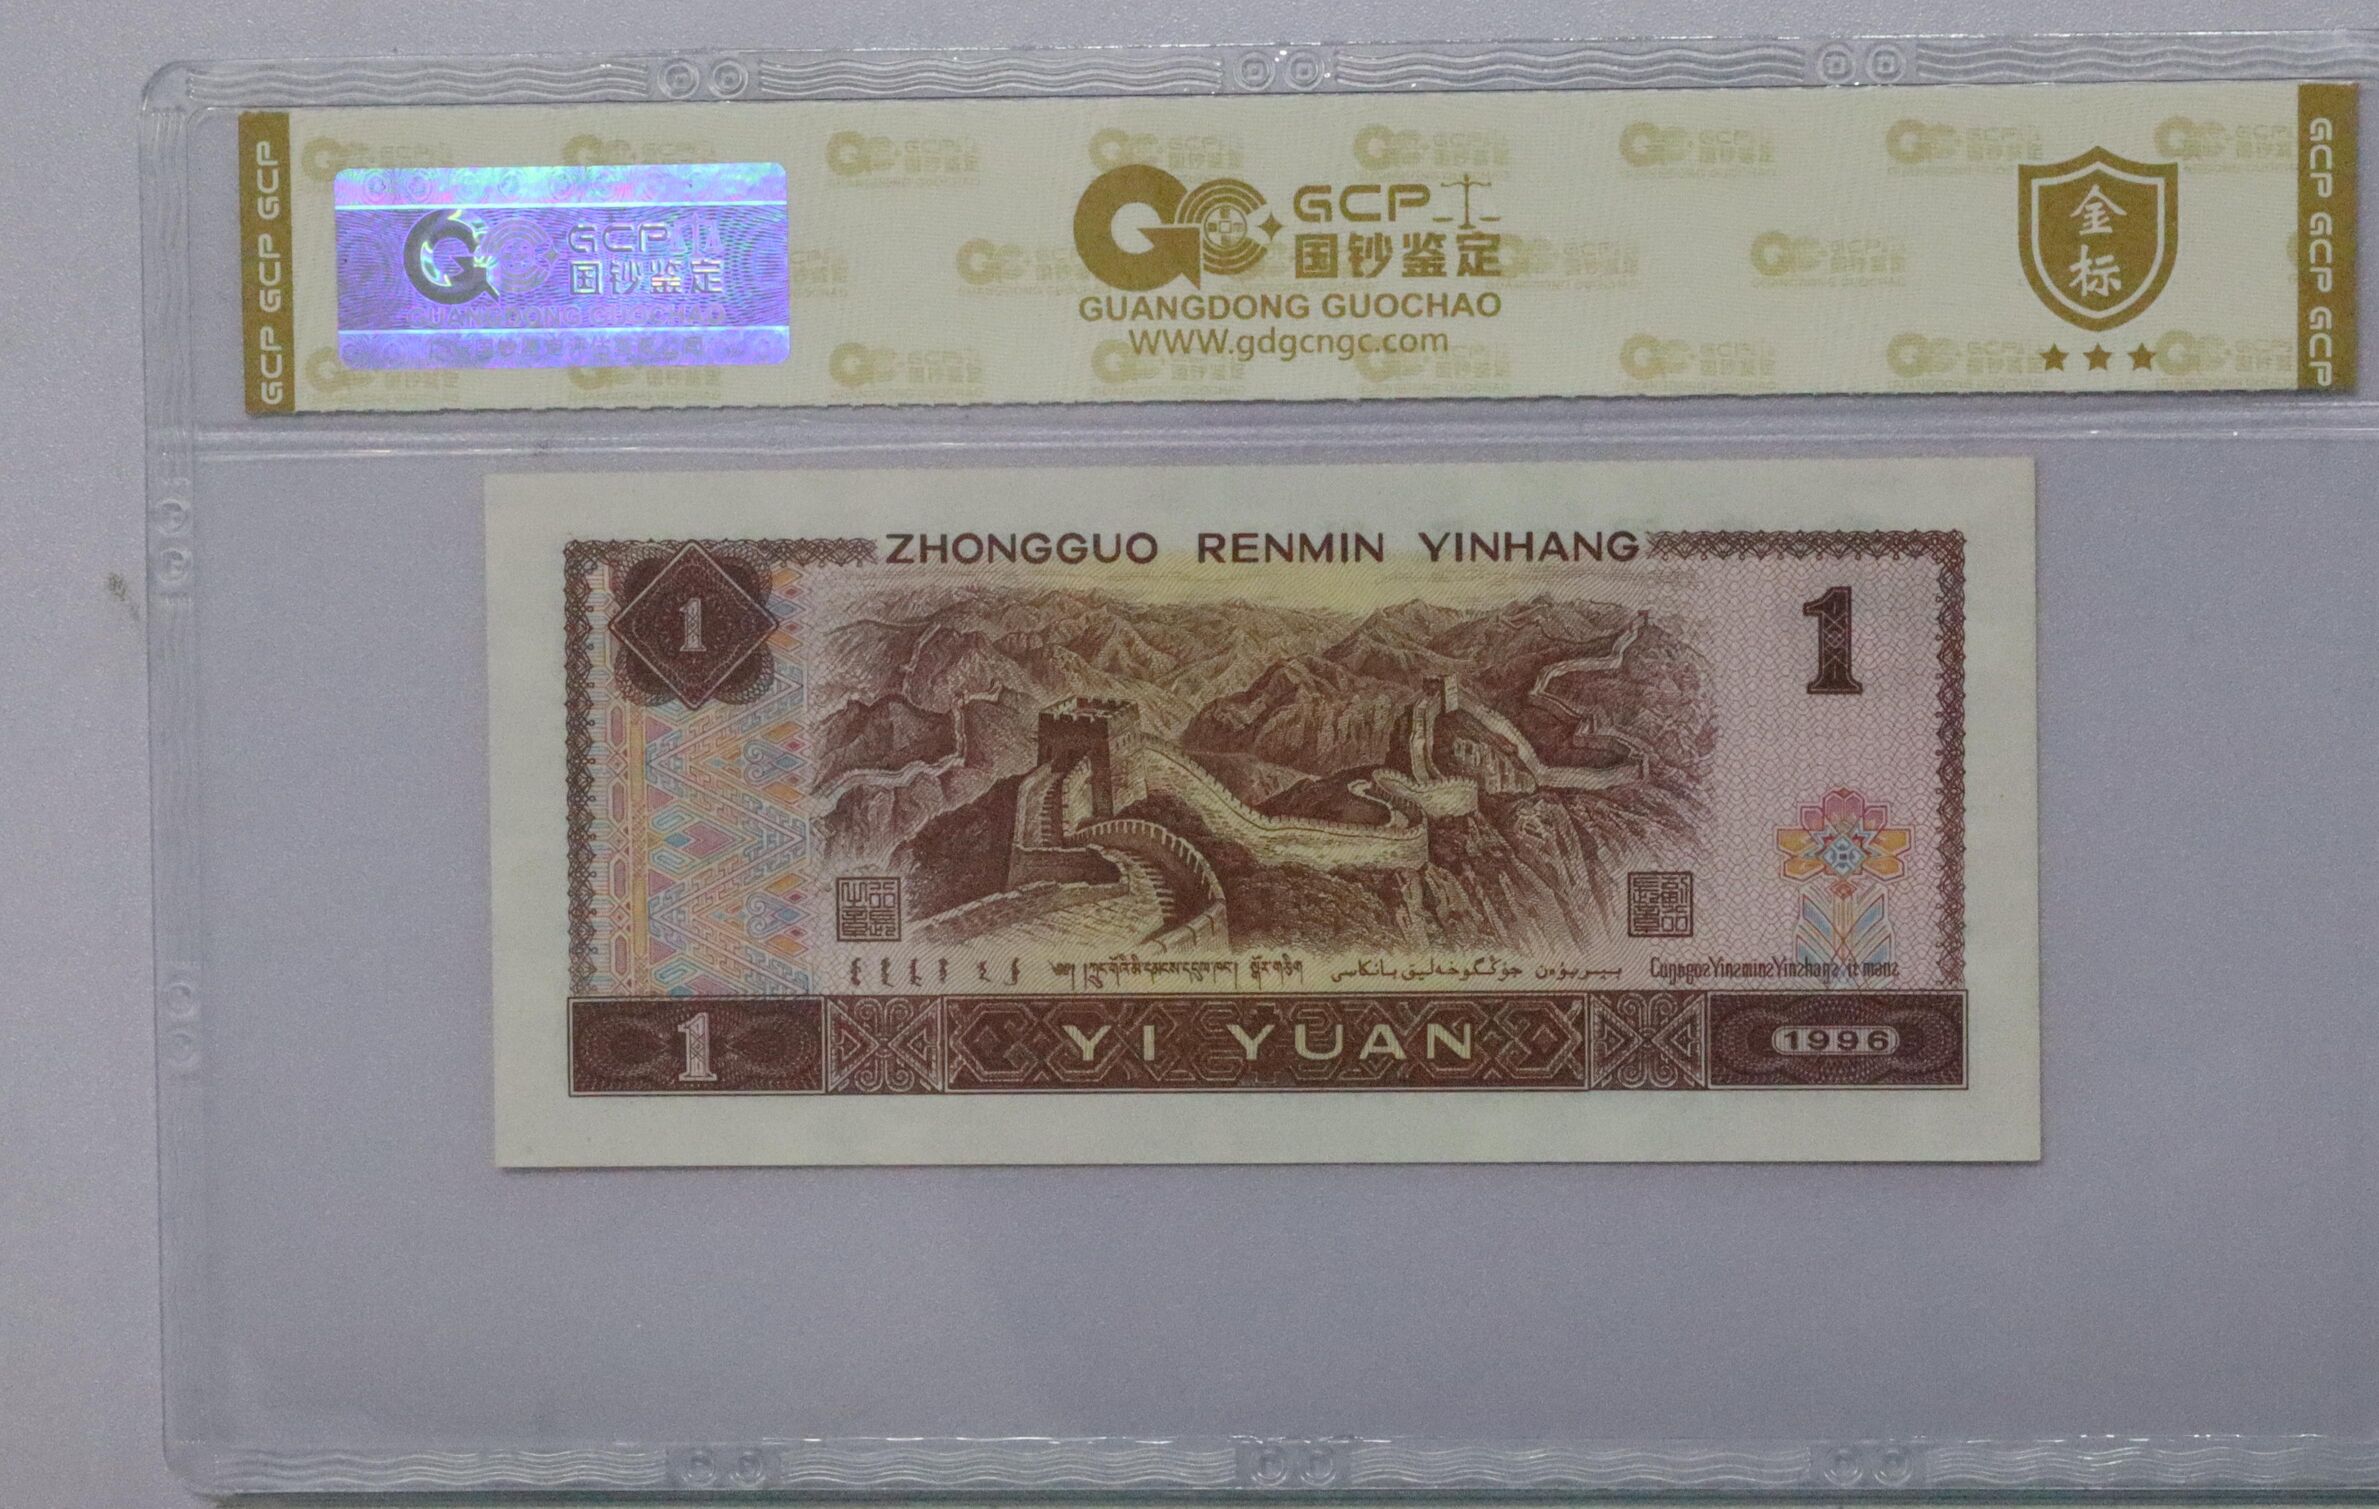 GCP GCP GCP
GCP 国钞鉴定
GUANGDONG GUOCHAO
GCP
国钞鉴定
GUANGDONG GUOCHAO
WWW.gdgcngc.com
金标
GCP GCP GCP
ZHONGGUO RENMIN YINHANG
1
1
1
YI YUAN
1996